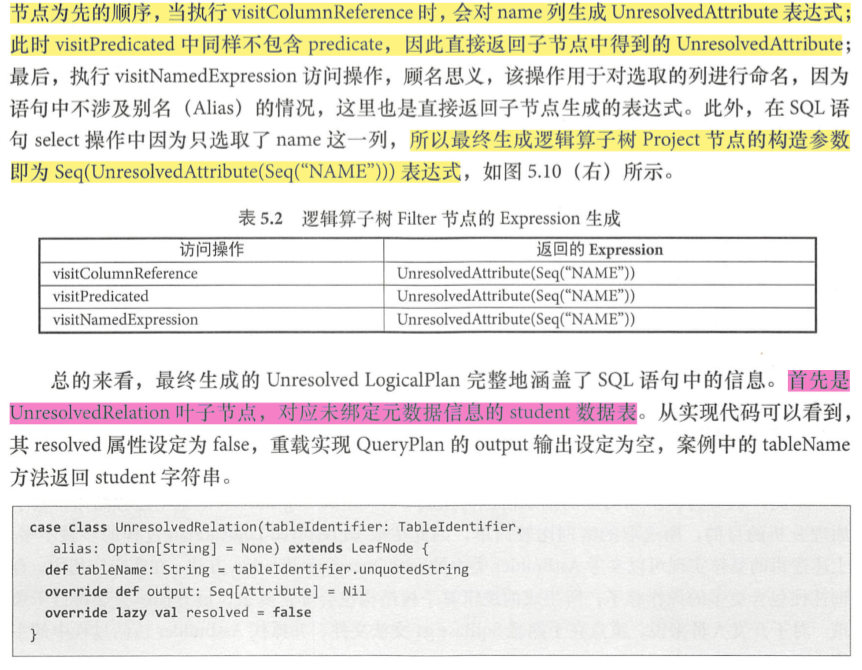 节点为先的顺序，当执行 visitColumnReference 时，会对 name 列生成 UnresolvedAttribute 表达式；
此时 visitPredicated 中同样不包含 predicate，因此直接返回子节点中得到的 UnresolvedAttribute；
最后，执行 visitNamedExpression 访问操作，顾名思义，该操作用于对选取的列进行命名，因为
语句中不涉及别名（Alias）的情况，这里也是直接返回子节点生成的表达式。此外，在 SQL 语
句 select 操作中因为只选取了 name 这一列，所以最终生成逻辑算子树 Project 节点的构造参数
即为 Seq(UnresolvedAttribute(Seq(“NAME”))) 表达式，如图 5.10（右）所示。
表 5.2 逻辑算子树 Filter 节点的 Expression 生成
访问操作 返回的 Expression
visitColumnReference UnresolvedAttribute(Seq(“NAME”))
visitPredicated UnresolvedAttribute(Seq(“NAME”))
visitNamedExpression UnresolvedAttribute(Seq(“NAME”))
总的来看，最终生成的 Unresolved LogicalPlan 完整地涵盖了 SQL 语句中的信息。首先是
UnresolvedRelation 叶子节点，对应未绑定元数据信息的 student 数据表。从实现代码可以看到，
其 resolved 属性设定为 false，重载实现 QueryPlan 的 output 输出设定为空，案例中的 tableName
方法返回 student 字符串。
case class UnresolvedRelation(tableIdentifier: TableIdentifier,
alias: Option[String] = None) extends LeafNode {
def tableName: String = tableIdentifier.unquotedString
override def output: Seq[Attribute] = Nil
override lazy val resolved = false
}